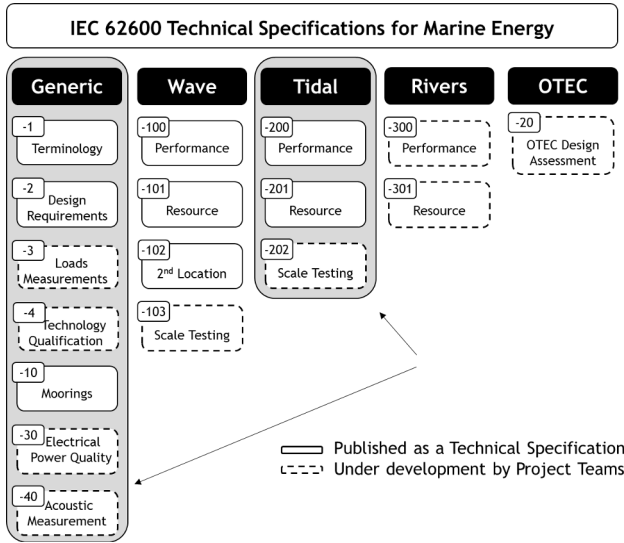 IEC 62600 Technical Specifications for Marine Energy
Generic
-1
Terminology
-2
Design
Requirements
-3
Loads
Measurements
-4
Technology
Qualification
-10
Moorings
-30
Electrical
Power Quality
-40
Acoustic
Measurement
Wave
-100
Performance
-101
Resource
-102
2nd Location
-103
Scale Testing
Tidal
-200
Performance
-201
Resource
-202
Scale Testing
Rivers
-300
Performance
-301
Resource
OTEC
-20
OTEC Design
Assessment
Published as a Technical Specification
Under development by Project Teams